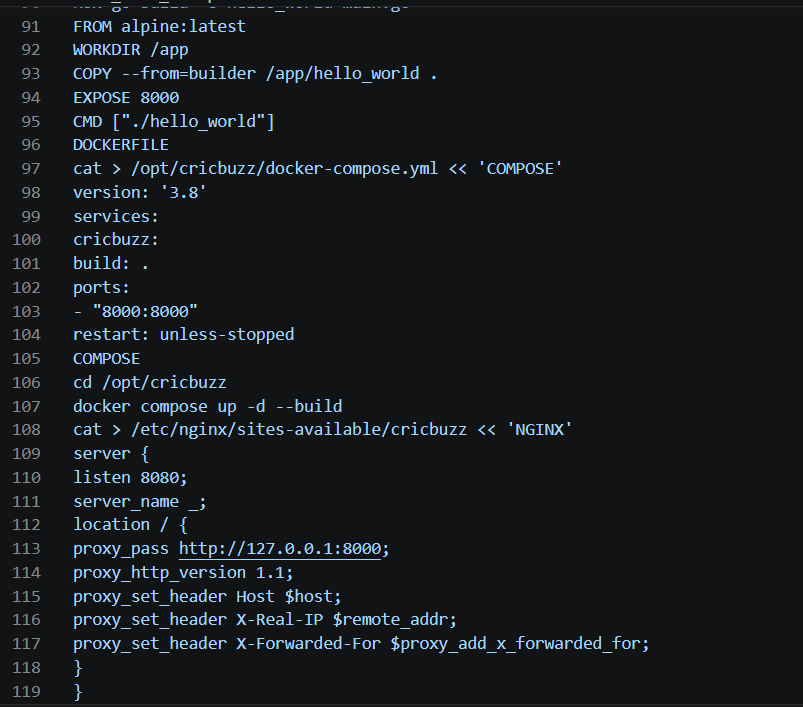 91 FROM alpine:latest
92 WORKDIR /app
93 COPY --from=builder /app/hello_world .
94 EXPOSE 8000
95 CMD ["./hello_world"]
96 DOCKERFILE
97 cat > /opt/cricbuzz/docker-compose.yml << 'COMPOSE'
98 version: '3.8'
99 services:
100 cricbuzz:
101 build: .
102 ports:
103 - "8000:8000"
104 restart: unless-stopped
105 COMPOSE
106 cd /opt/cricbuzz
107 docker compose up -d --build
108 cat > /etc/nginx/sites-available/cricbuzz << 'NGINX'
109 server {
110 listen 8080;
111 server_name _;
112 location / {
113 proxy_pass http://127.0.0.1:8000;
114 proxy_http_version 1.1;
115 proxy_set_header Host $host;
116 proxy_set_header X-Real-IP $remote_addr;
117 proxy_set_header X-Forwarded-For $proxy_add_x_forwarded_for;
118 }
119 }